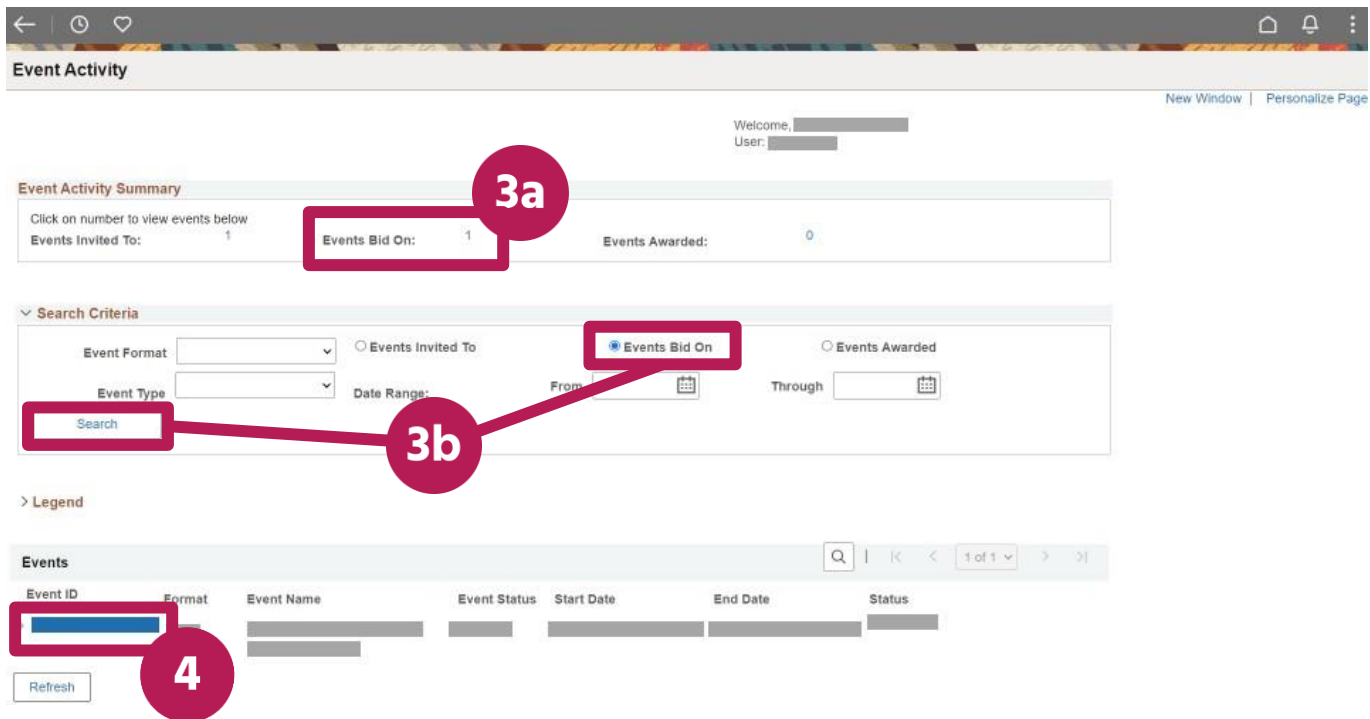 Event Activity
New Window | Personalize Page
Welcome,
User:
Event Activity Summary
3a
Click on number to view events below
Events Invited To: 1 Events Bid On: 1 Events Awarded: 0
Search Criteria
Event Format Events Invited To Events Bid On Events Awarded
Event Type Date Range: From Through
Search
3b
Legend
Events 1 of 1
Event ID Format Event Name Event Status Start Date End Date Status
4
Refresh